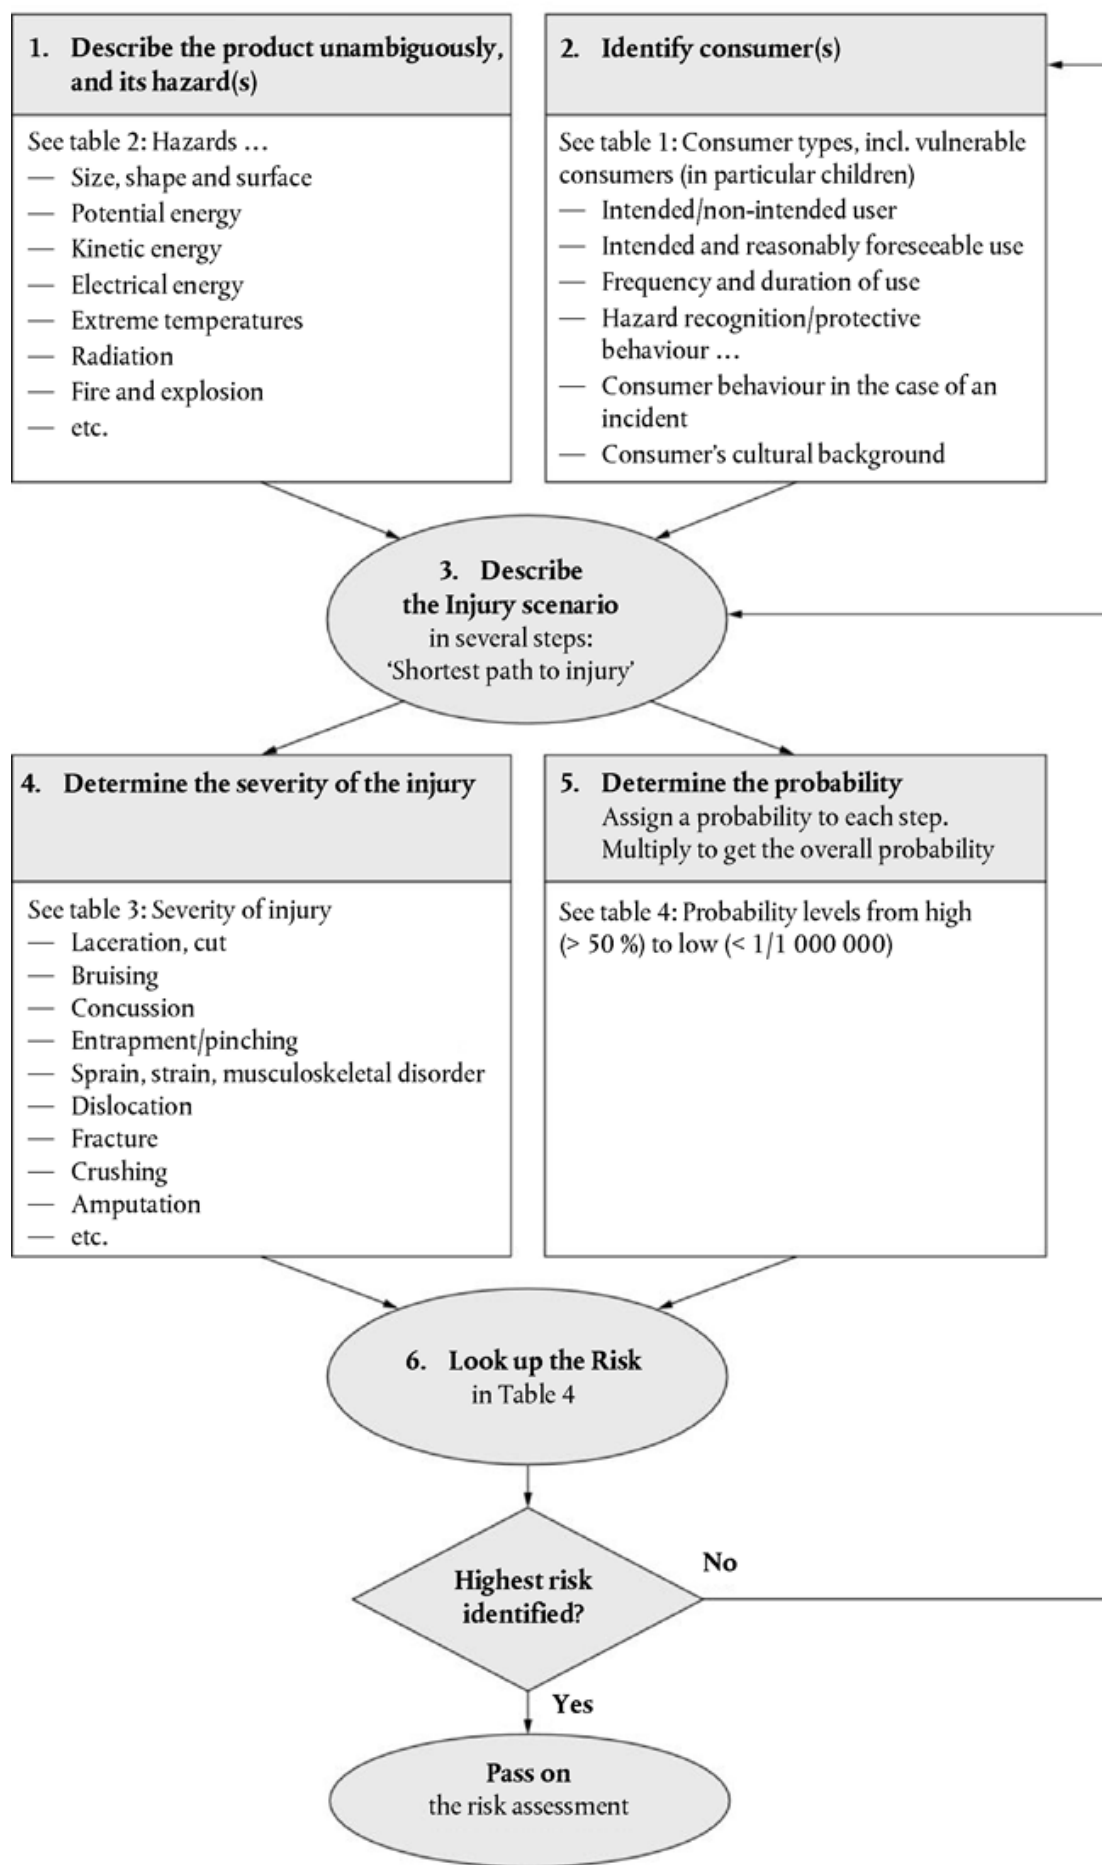 1. Describe the product unambiguously,
and its hazard(s)
See table 2: Hazards …
— Size, shape and surface
— Potential energy
— Kinetic energy
— Electrical energy
— Extreme temperatures
— Radiation
— Fire and explosion
— etc.
2. Identify consumer(s)
See table 1: Consumer types, incl. vulnerable
consumers (in particular children)
— Intended/non-intended user
— Intended and reasonably foreseeable use
— Frequency and duration of use
— Hazard recognition/protective
behaviour …
— Consumer behaviour in the case of an
incident
— Consumer's cultural background
3. Describe
the Injury scenario
in several steps:
‘Shortest path to injury’
4. Determine the severity of the injury
See table 3: Severity of injury
— Laceration, cut
— Bruising
— Concussion
— Entrapment/pinching
— Sprain, strain, musculoskeletal disorder
— Dislocation
— Fracture
— Crushing
— Amputation
— etc.
5. Determine the probability
Assign a probability to each step.
Multiply to get the overall probability
See table 4: Probability levels from high
(> 50 %) to low (< 1/1 000 000)
6. Look up the Risk
in Table 4
Highest risk
identified?
No
Yes
Pass on
the risk assessment